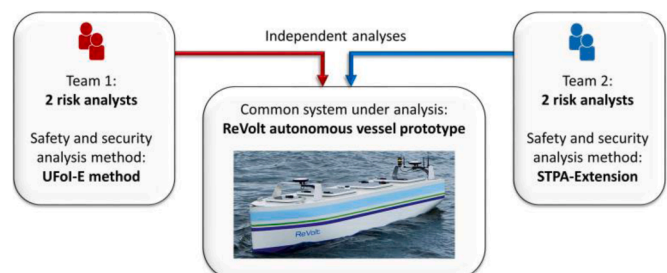 Independent analyses
Team 1:
2 risk analysts
Safety and security
analysis method:
UFoI-E method
Common system under analysis:
ReVolt autonomous vessel prototype
ReVolt
Team 2:
2 risk analysts
Safety and security
analysis method:
STPA-Extension